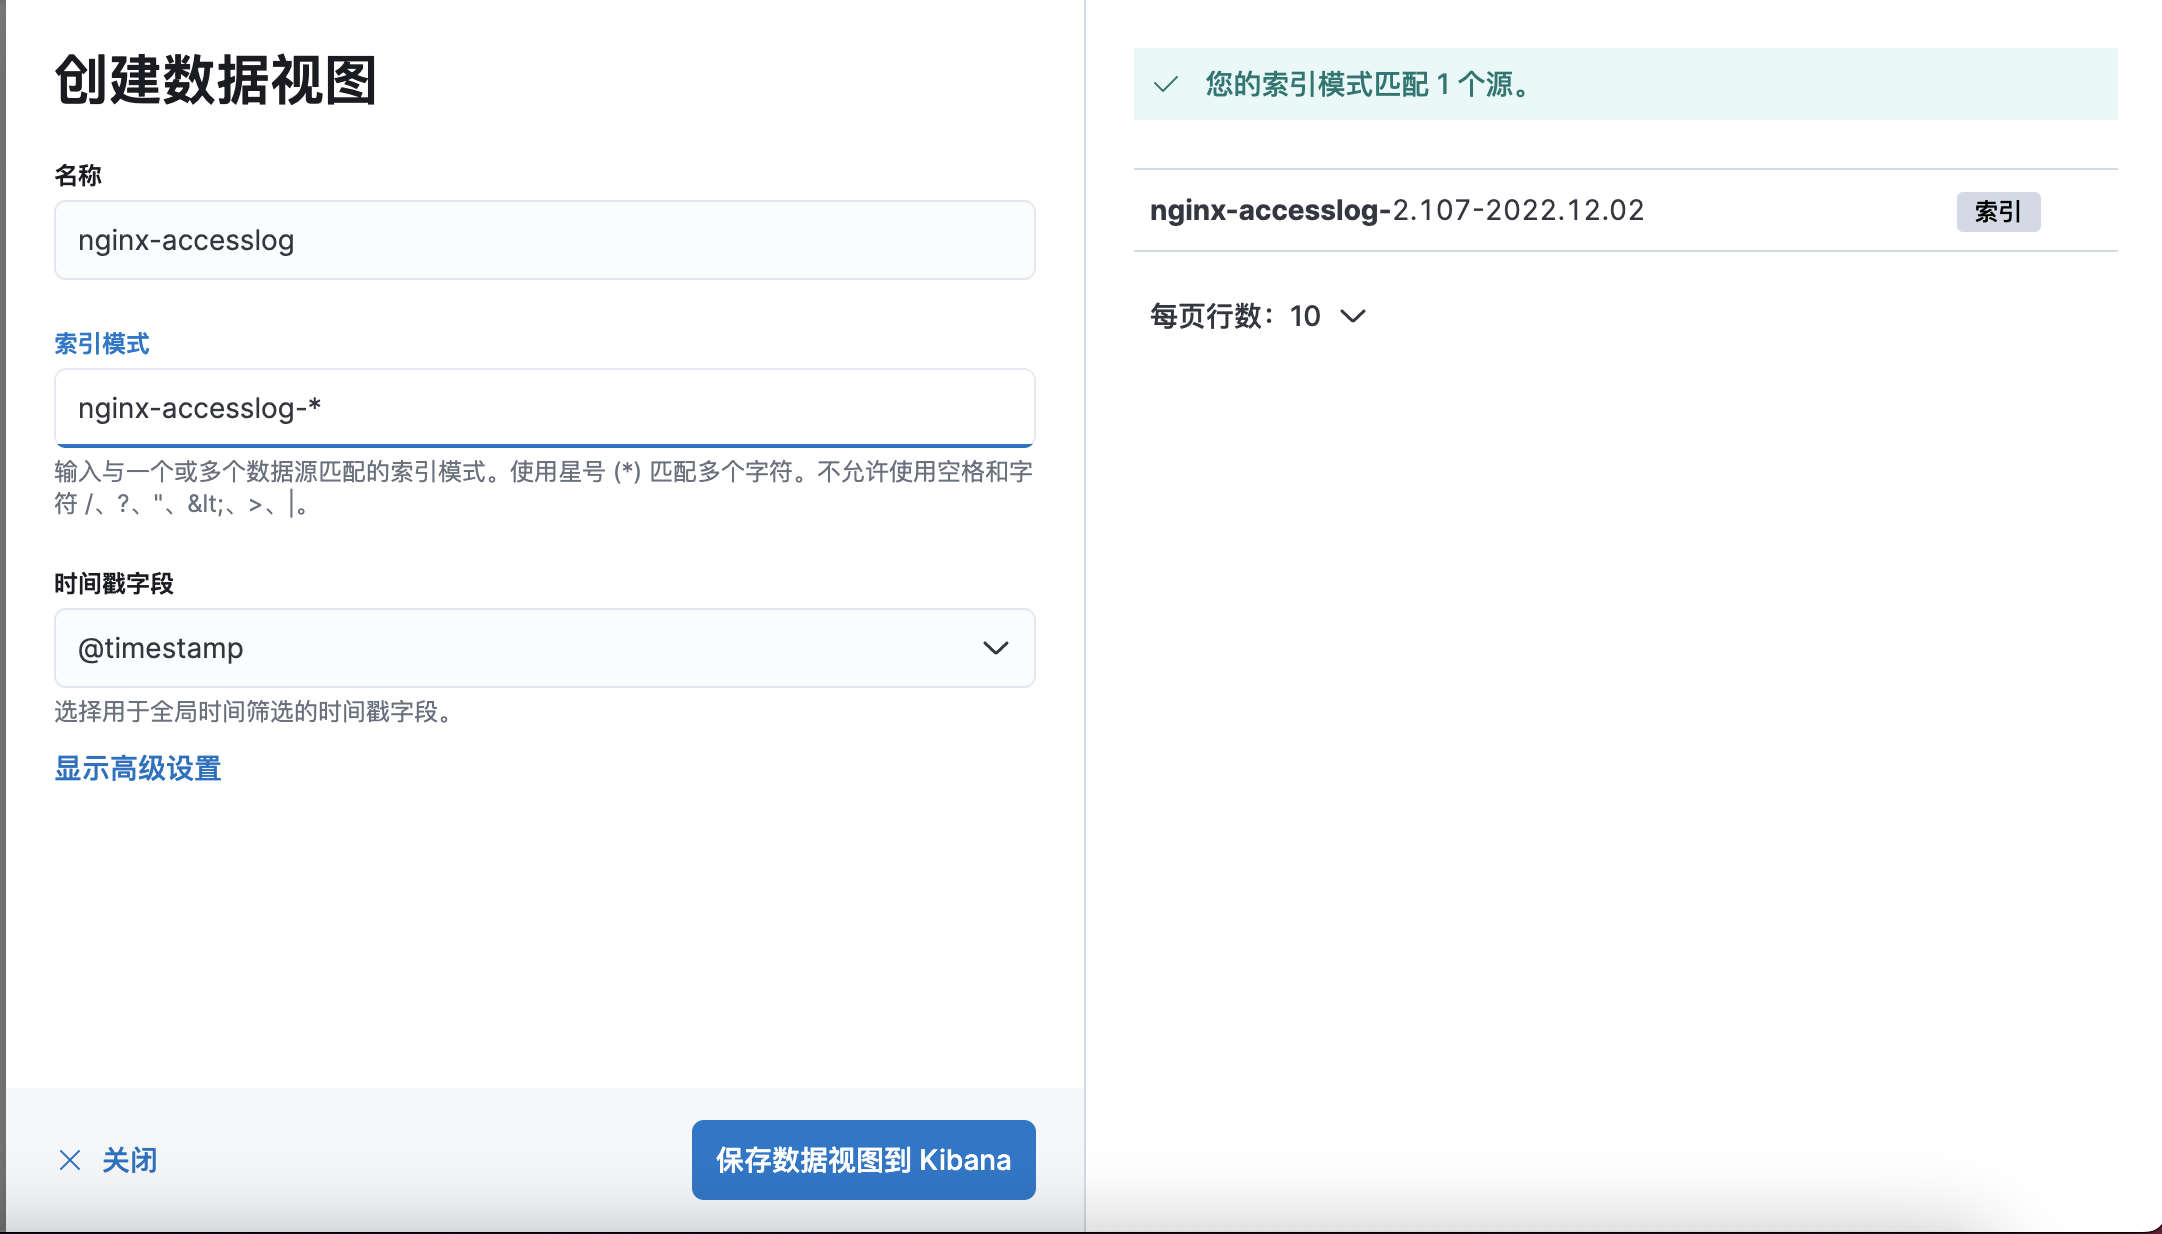 创建数据视图
名称
nginx-accesslog
索引模式
nginx-accesslog-*
输入与一个或多个数据源匹配的索引模式。使用星号 (*) 匹配多个字符。不允许使用空格和字
符 /、?、"、&lt;、>、|。
时间戳字段
@timestamp
选择用于全局时间筛选的时间戳字段。
显示高级设置
关闭
保存数据视图到 Kibana
您的索引模式匹配 1 个源。
nginx-accesslog-2.107-2022.12.02
索引
每页行数：10